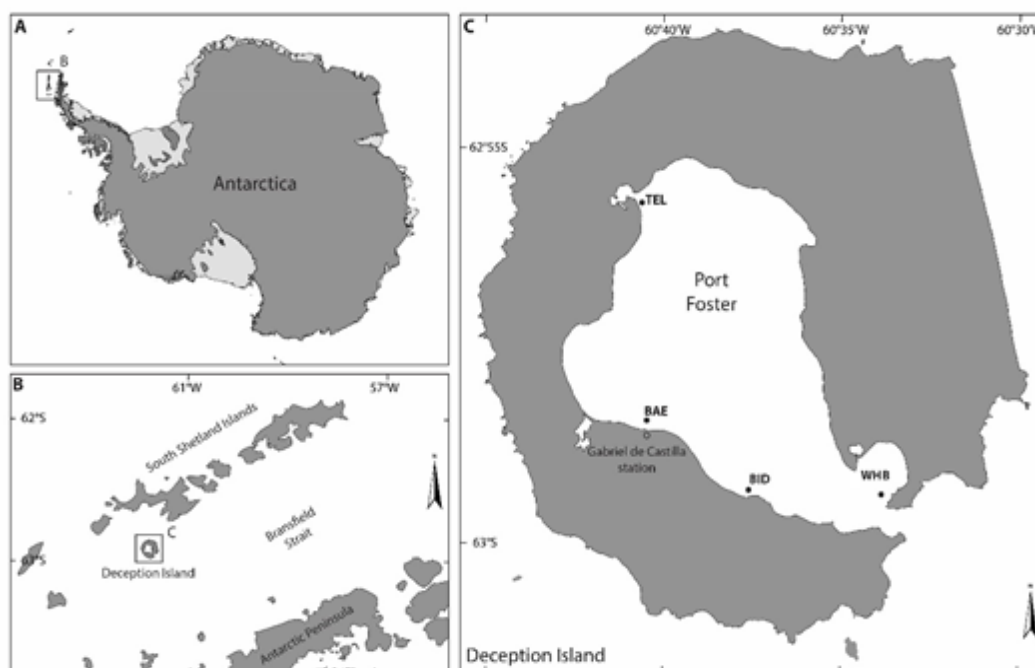 A
B
Antarctica
B
61°W
57°W
62°S
South Shetland Islands
Bransfield
Strait
C
63°S
Deception Island
Antarctic Peninsula
C
60°40'W
60°35'W
60°30'W
62°55S
TEL
Port
Foster
BAE
Gabriel de Castilla
station
BID
WHB
63°S
Deception Island